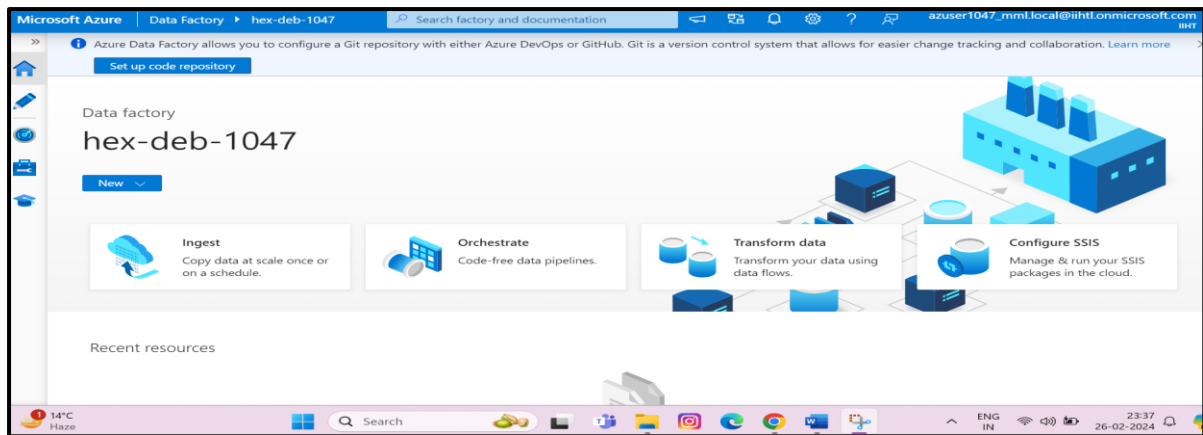 Microsoft Azure | Data Factory ▸ hex-deb-1047 Search factory and documentation azuser1047_mml.local@iihtl.onmicrosoft.com
IIHT
Azure Data Factory allows you to configure a Git repository with either Azure DevOps or GitHub. Git is a version control system that allows for easier change tracking and collaboration. Learn more
Set up code repository
Data factory
hex-deb-1047
New
Ingest
Copy data at scale once or
on a schedule.
Orchestrate
Code-free data pipelines.
Transform data
Transform your data using
data flows.
Configure SSIS
Manage & run your SSIS
packages in the cloud.
Recent resources
1 14°C
Haze
Search
ENG
IN
23:37
26-02-2024